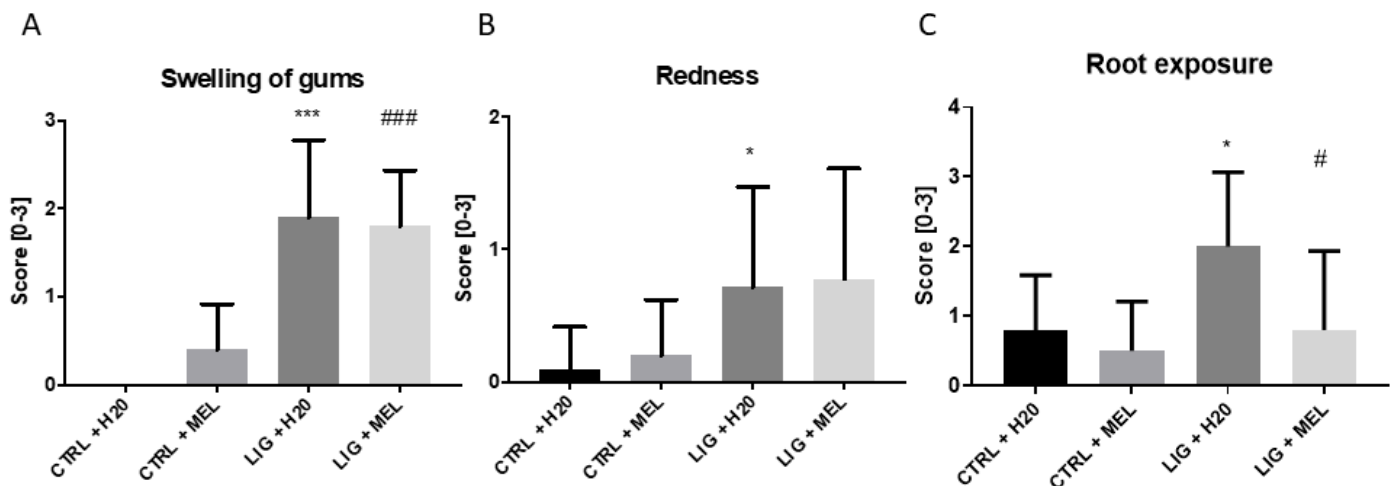 A
Swelling of gums
Score [0-3]
3
2
1
0
***
###
CTRL + H20
CTRL + MEL
LIG + H20
LIG + MEL
B
Redness
Score [0-3]
2
1
0
*
CTRL + H20
CTRL + MEL
LIG + H20
LIG + MEL
C
Root exposure
Score [0-3]
4
3
2
1
0
*
#
CTRL + H20
CTRL + MEL
LIG + H20
LIG + MEL